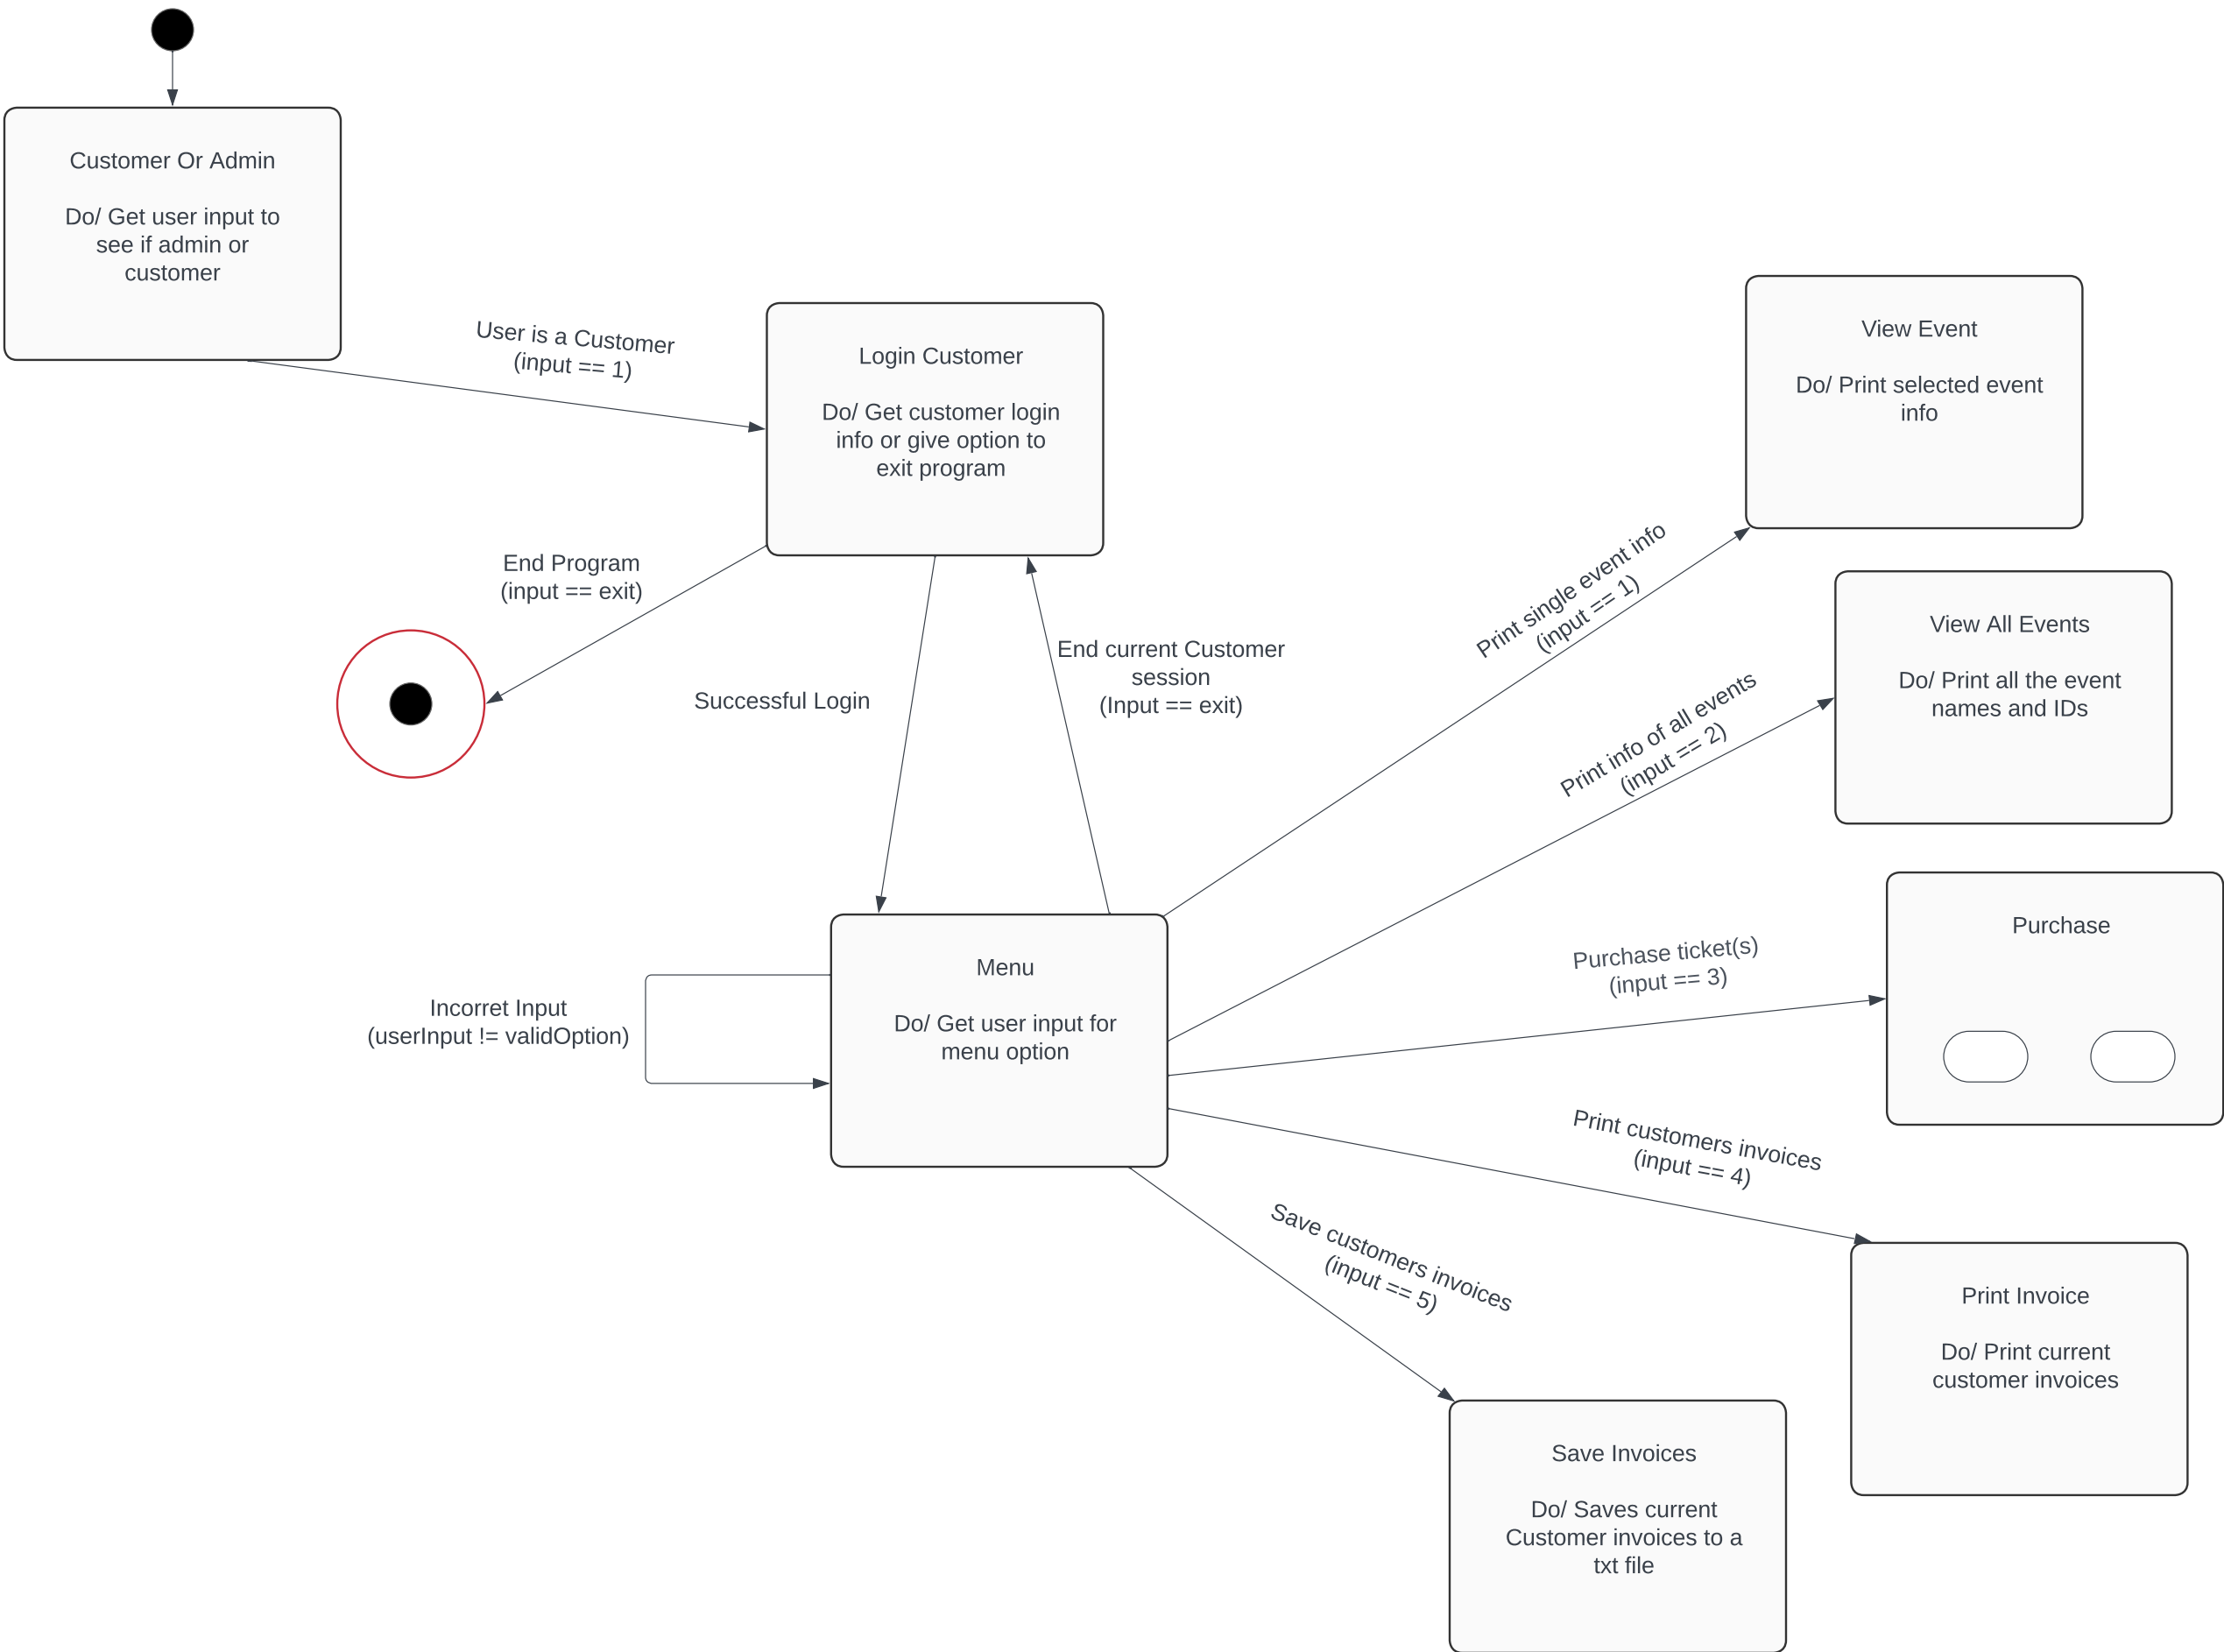 Customer Or Admin
Do/ Get user input to
see if admin or
customer
User is a Customer
(input == 1)
Login Customer
Do/ Get customer login
info or give option to
exit program
End Program
(input == exit)
Successful Login
End current Customer
session
(Input == exit)
Menu
Do/ Get user input for
menu option
Incorret Input
(userInput != validOption)
Print single event info
(input == 1)
View Event
Do/ Print selected event
info
Print info of all events
(input == 2)
View All Events
Do/ Print all the event
names and IDs
Purchase ticket(s)
(input == 3)
Purchase
Print customers invoices
(input == 4)
Print Invoice
Do/ Print current
customer invoices
Save customers invoices
(input == 5)
Save Invoices
Do/ Saves current
Customer invoices to a
txt file